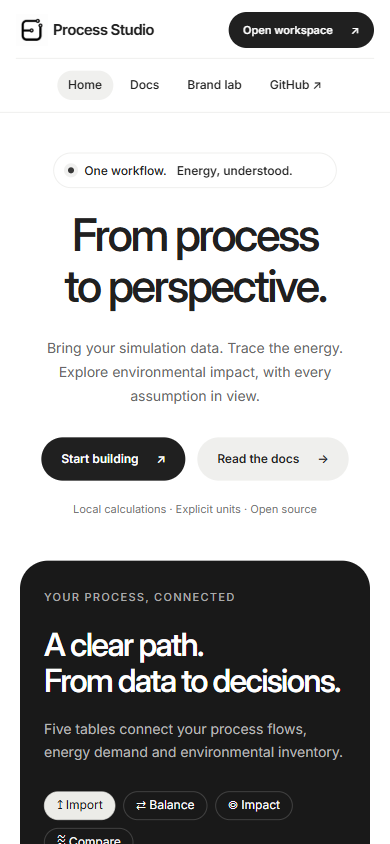 Process Studio
Open workspace ↗
Home Docs Brand lab GitHub ↗
One workflow. Energy, understood.
From process
to perspective.
Bring your simulation data. Trace the energy.
Explore environmental impact, with every
assumption in view.
Start building ↗ Read the docs →
Local calculations · Explicit units · Open source
YOUR PROCESS, CONNECTED
A clear path.
From data to decisions.
Five tables connect your process flows,
energy demand and environmental inventory.
↥ Import ⇄ Balance ◎ Impact
Compare